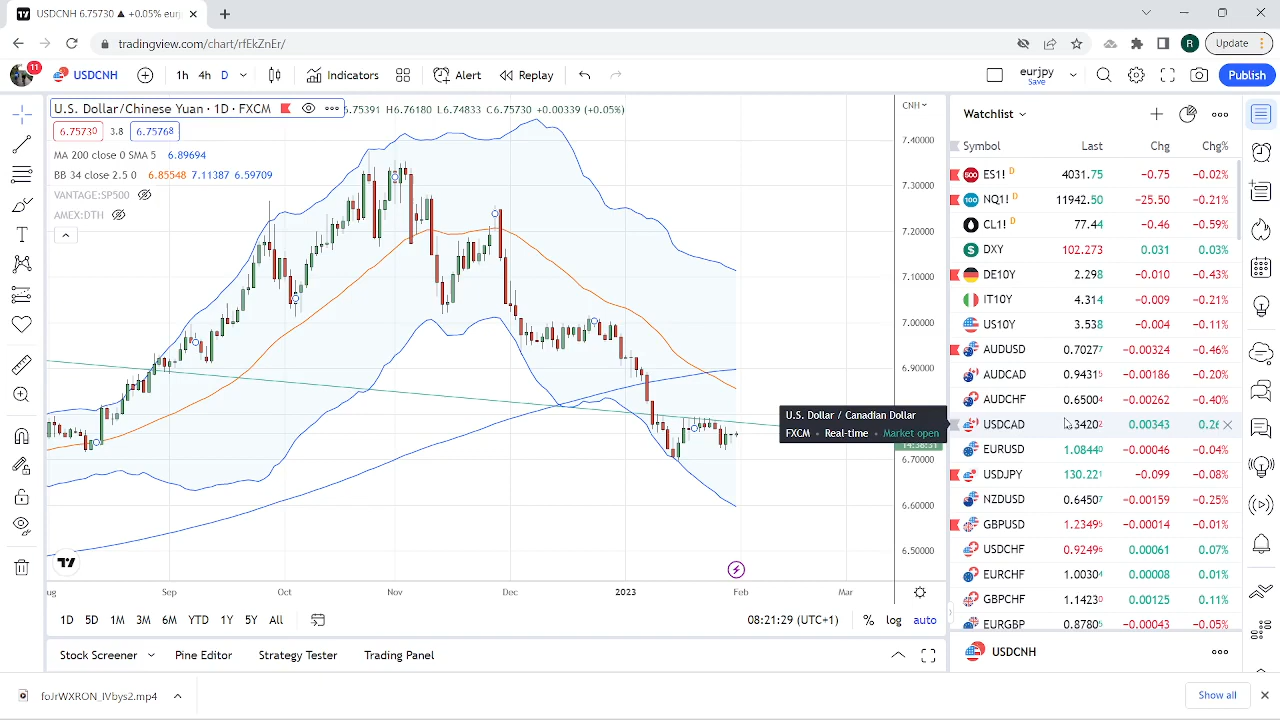 USDCNH 6.75730 ▲ +0.05% eurj
tradingview.com/chart/rfEkZnEr/
R
Update
11
USDCNH
1h 4h D
Indicators
Alert
Replay
eurjpy
Save
Publish
U.S. Dollar/Chinese Yuan · 1D · FXCM
6.75391 H6.76180 L6.74833 C6.75730 +0.00339 (+0.05%)
CNH
6.75730 3.8 6.75768
MA 200 close 0 SMA 5 6.89694
BB 34 close 2.5 0 6.85548 7.11387 6.59709
VANTAGE:SP500
AMEX:DTH
7.40000
7.30000
7.20000
7.10000
7.00000
6.90000
6.70000
6.60000
6.50000
U.S. Dollar / Canadian Dollar
FXCM • Real-time • Market open
ug Sep Oct Nov Dec 2023 Feb Mar
1D 5D 1M 3M 6M YTD 1Y 5Y All
08:21:29 (UTC+1)
% log auto
Stock Screener Pine Editor Strategy Tester Trading Panel
Watchlist
Symbol Last Chg Chg%
500 ES1! D 4031.75 −0.75 −0.02%
100 NQ1! D 11942.50 −25.50 −0.21%
CL1! D 77.44 −0.46 −0.59%
$ DXY 102.273 0.031 0.03%
DE10Y 2.298 −0.010 −0.43%
IT10Y 4.314 −0.009 −0.21%
US10Y 3.538 −0.004 −0.11%
AUDUSD 0.70277 −0.00324 −0.46%
AUDCAD 0.94315 −0.00186 −0.20%
AUDCHF 0.65004 −0.00262 −0.40%
USDCAD 1.34202 0.00343 0.26
EURUSD 1.08440 −0.00046 −0.04%
USDJPY 130.221 −0.099 −0.08%
NZDUSD 0.64507 −0.00159 −0.25%
GBPUSD 1.23495 −0.00014 −0.01%
USDCHF 0.92496 0.00061 0.07%
EURCHF 1.00304 0.00008 0.01%
GBPCHF 1.14230 0.00125 0.11%
EURGBP 0.87805 −0.00043 −0.05%
USDCNH
foJrWXRON_lVbys2.mp4
Show all